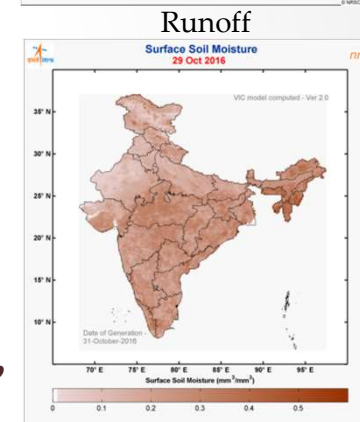 © NRSC
Runoff
Surface Soil Moisture
29 Oct 2016
VIC model computed - Ver 2.0
35° N
30° N
25° N
20° N
15° N
10° N
Date of Generation -
31-October-2016
70° E 75° E 80° E 85° E 90° E 95° E
Surface Soil Moisture (mm³/mm³)
0 0.1 0.2 0.3 0.4 0.5